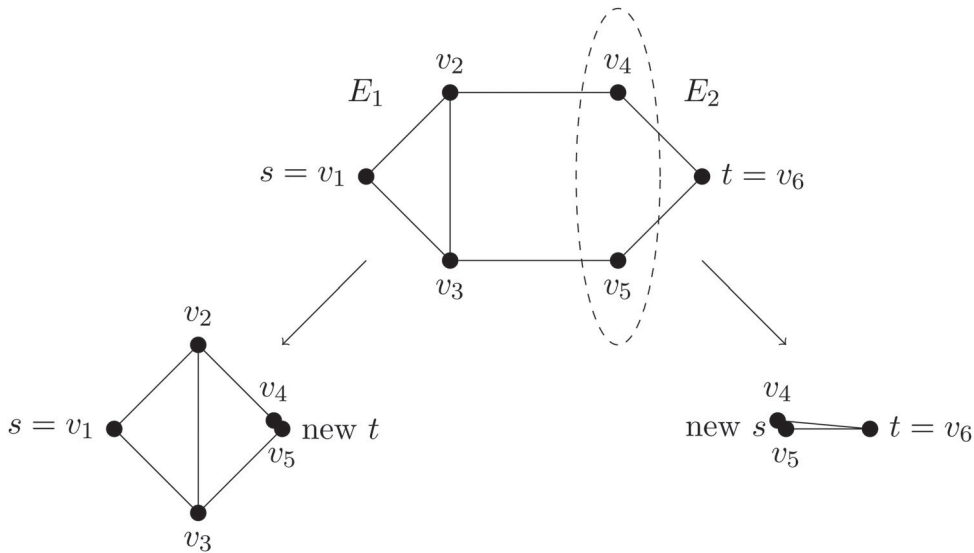 v₂ v₄
E₁ E₂
s = v₁ t = v₆
v₃ v₅
v₂
v₄ v₄
s = v₁ new t new s t = v₆
v₅ v₅
v₃